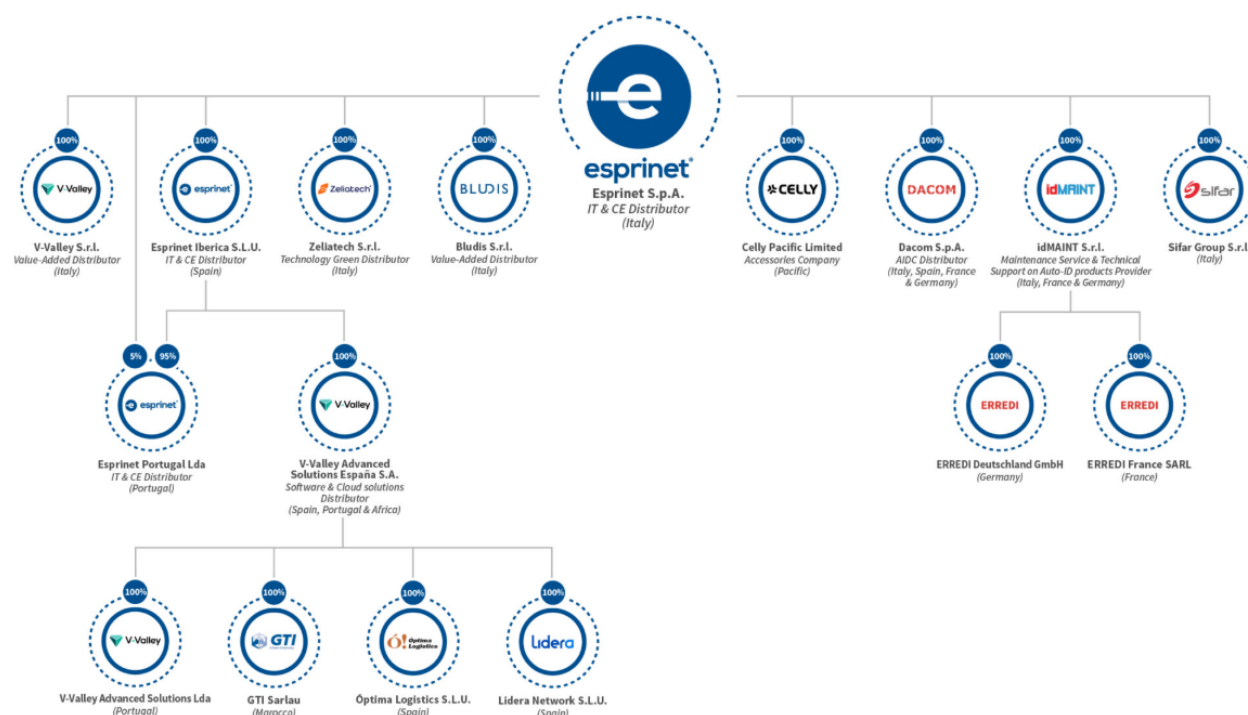 e
esprinet
Esprinet S.p.A.
IT & CE Distributor
(Italy)
100%
V-Valley
V-Valley S.r.l.
Value-Added Distributor
(Italy)
100%
esprinet
Esprinet Iberica S.L.U.
IT & CE Distributor
(Spain)
100%
Zeliatech
Zeliatech S.r.l.
Technology Green Distributor
(Italy)
100%
BLUDIS
Bludis S.r.l.
Value-Added Distributor
(Italy)
100%
CELLY
Celly Pacific Limited
Accessories Company
(Pacific)
100%
DACOM
Dacom S.p.A.
AIDC Distributor
(Italy, Spain, France
& Germany)
100%
idMAINT
idMAINT S.r.l.
Maintenance Service & Technical
Support on Auto-ID products Provider
(Italy, France & Germany)
100%
sifar
Sifar Group S.r.l.
(Italy)
5%
95%
esprinet
Esprinet Portugal Lda
IT & CE Distributor
(Portugal)
100%
V-Valley
V-Valley Advanced
Solutions España S.A.
Software & Cloud solutions
Distributor
(Spain, Portugal & Africa)
100%
ERREDI
ERREDI Deutschland GmbH
(Germany)
100%
ERREDI
ERREDI France SARL
(France)
100%
V-Valley
V-Valley Advanced Solutions Lda
(Portugal)
100%
GTI
GTI Sarlau
(Marocco)
100%
Ó! Óptima
Logistics
Óptima Logistics S.L.U.
(Spain)
100%
Lidera
Lidera Network S.L.U.
(Spain)